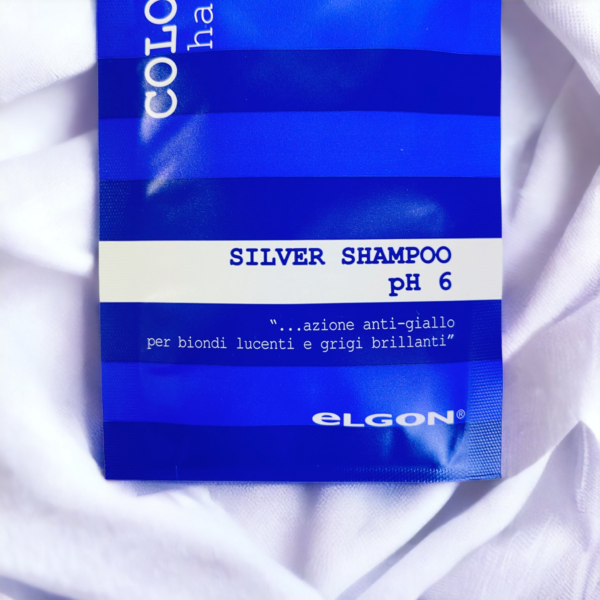 COLO
ha
SILVER SHAMPOO
pH 6
“...azione anti-giallo
per biondi lucenti e grigi brillanti”
eLGON®